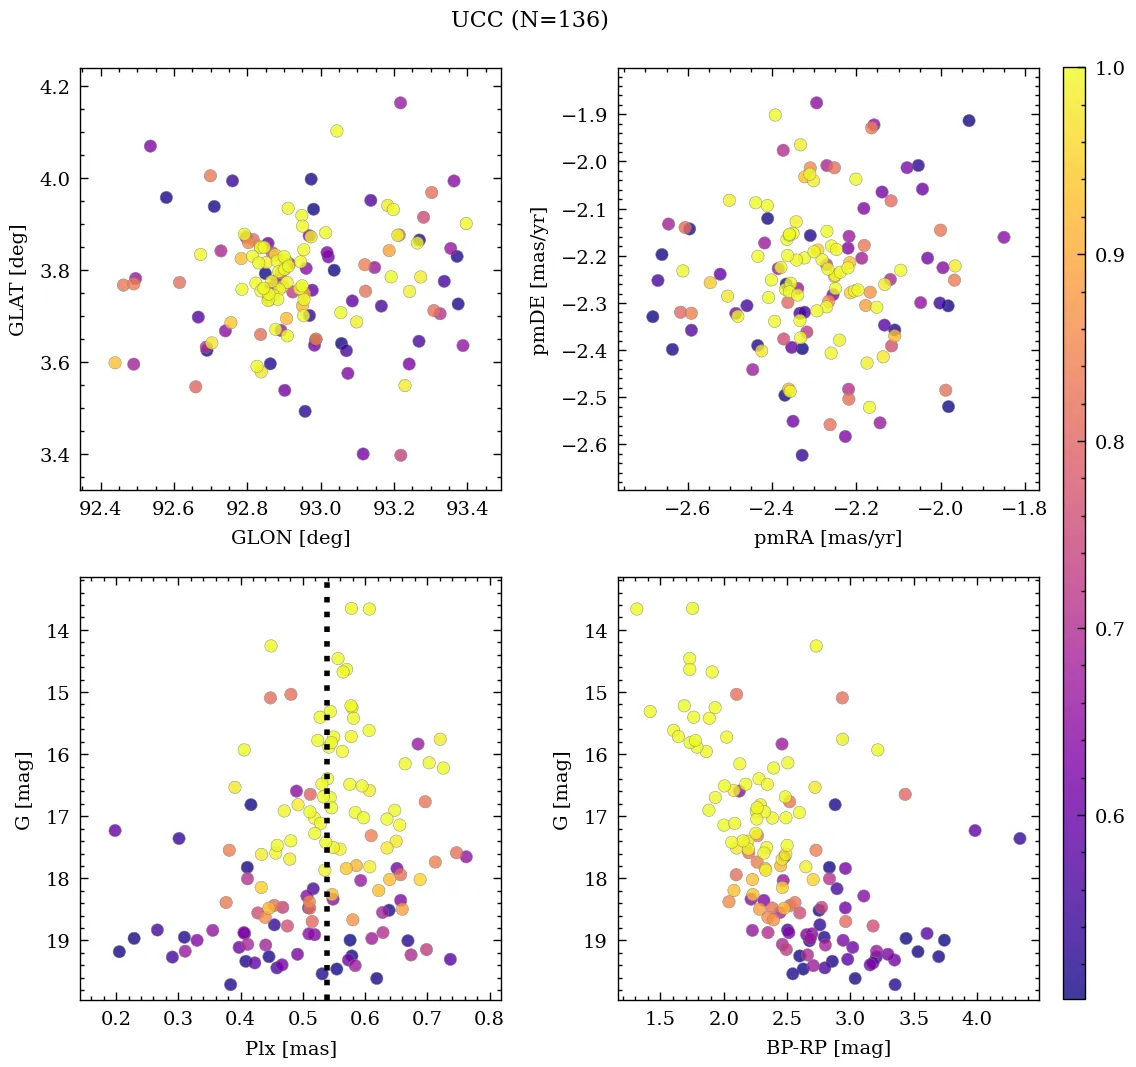 UCC (N=136)
4.2
4.0
3.8
3.6
3.4
GLAT [deg]
92.4 92.6 92.8 93.0 93.2 93.4
GLON [deg]
−1.9
−2.0
−2.1
−2.2
−2.3
−2.4
−2.5
−2.6
pmDE [mas/yr]
−2.6 −2.4 −2.2 −2.0 −1.8
pmRA [mas/yr]
1.0
0.9
0.8
0.7
0.6
14
15
16
17
18
19
G [mag]
0.2 0.3 0.4 0.5 0.6 0.7 0.8
Plx [mas]
14
15
16
17
18
19
G [mag]
1.5 2.0 2.5 3.0 3.5 4.0
BP-RP [mag]